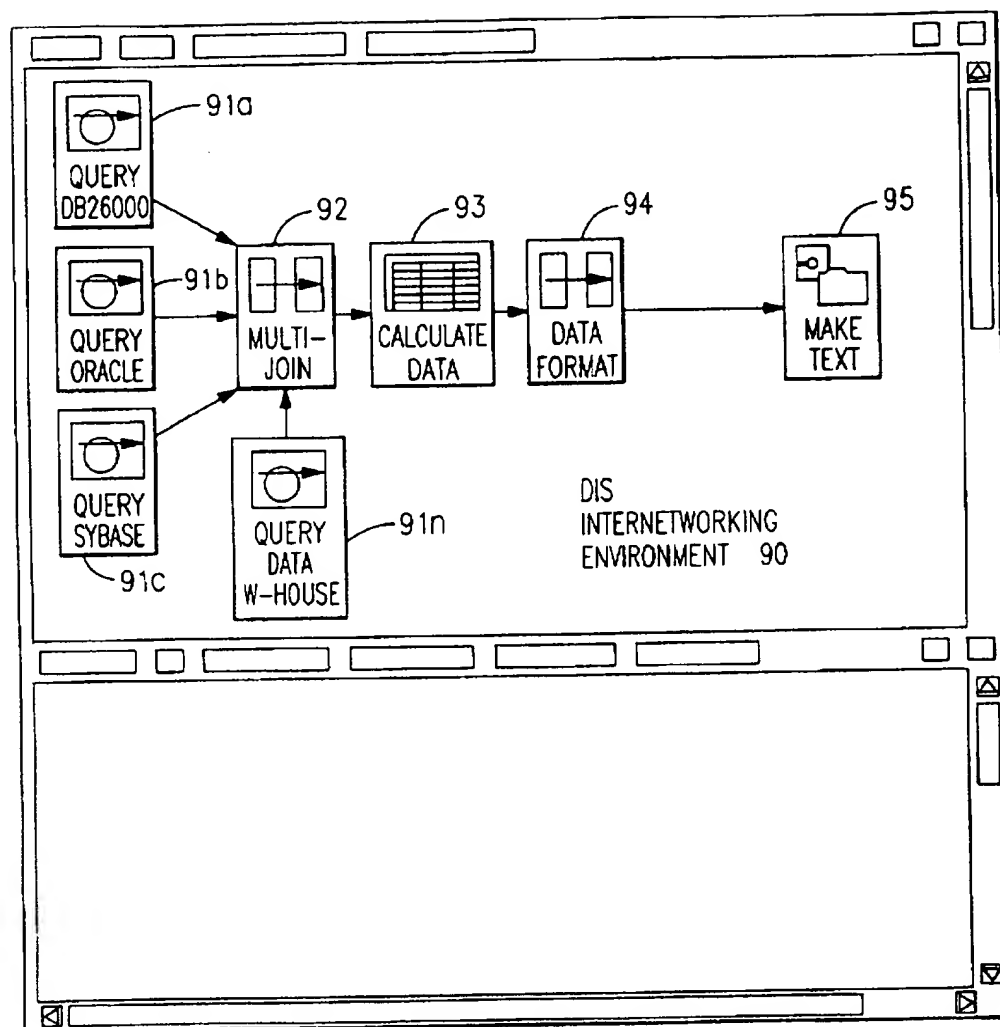 91a
QUERY
DB26000
91b
QUERY
ORACLE
91c
QUERY
SYBASE
92
MULTI-
JOIN
93
CALCULATE
DATA
94
DATA
FORMAT
95
MAKE
TEXT
91n
QUERY
DATA
W-HOUSE
DIS
INTERNETWORKING
ENVIRONMENT 90